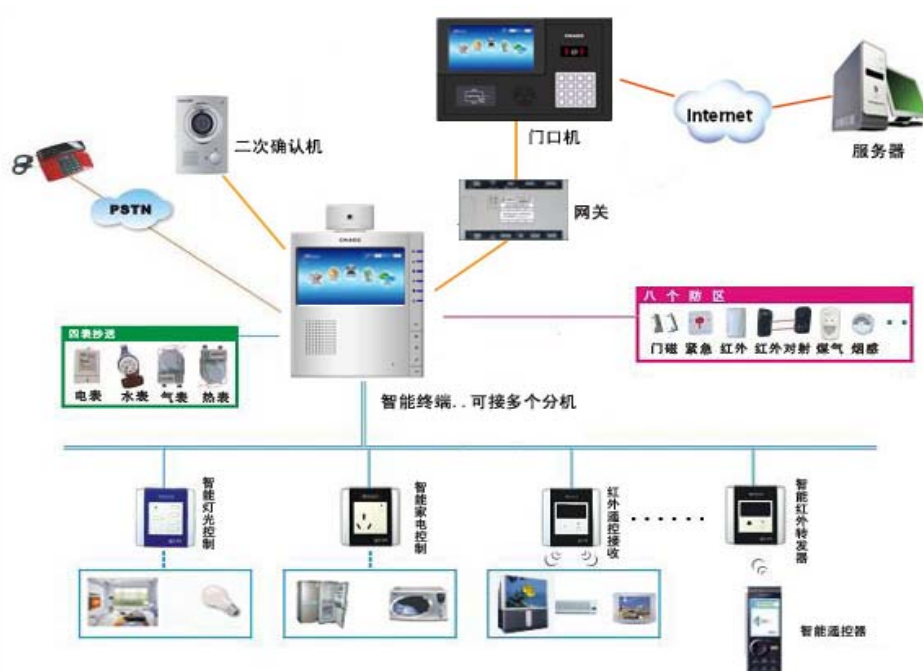 门口机
Internet
服务器
二次确认机
网关
PSTN
八个防区
门磁 紧急 红外 红外对射 煤气 烟感
四表抄送
电表 水表 气表 热表
智能终端..可接多个分机
智能灯光控制
智能家电控制
红外遥控接收
智能红外转发器
智能遥控器